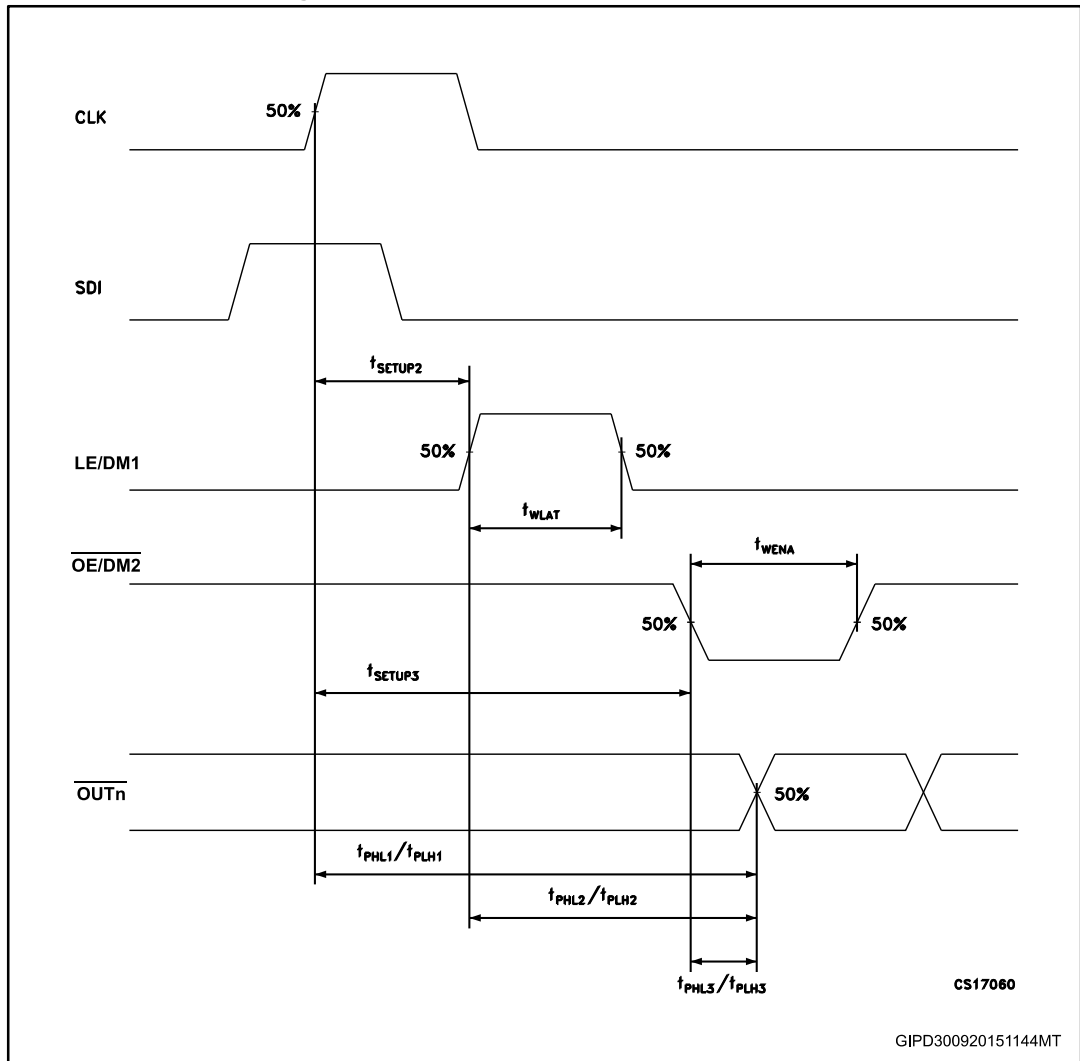 CLK
50%
SDI
tSETUP2
LE/DM1
50%
50%
tWLAT
OE/DM2
tWENA
50%
50%
tSETUP3
OUTn
50%
tPHL1/tPLH1
tPHL2/tPLH2
tPHL3/tPLH3
CS17060
GIPD300920151144MT